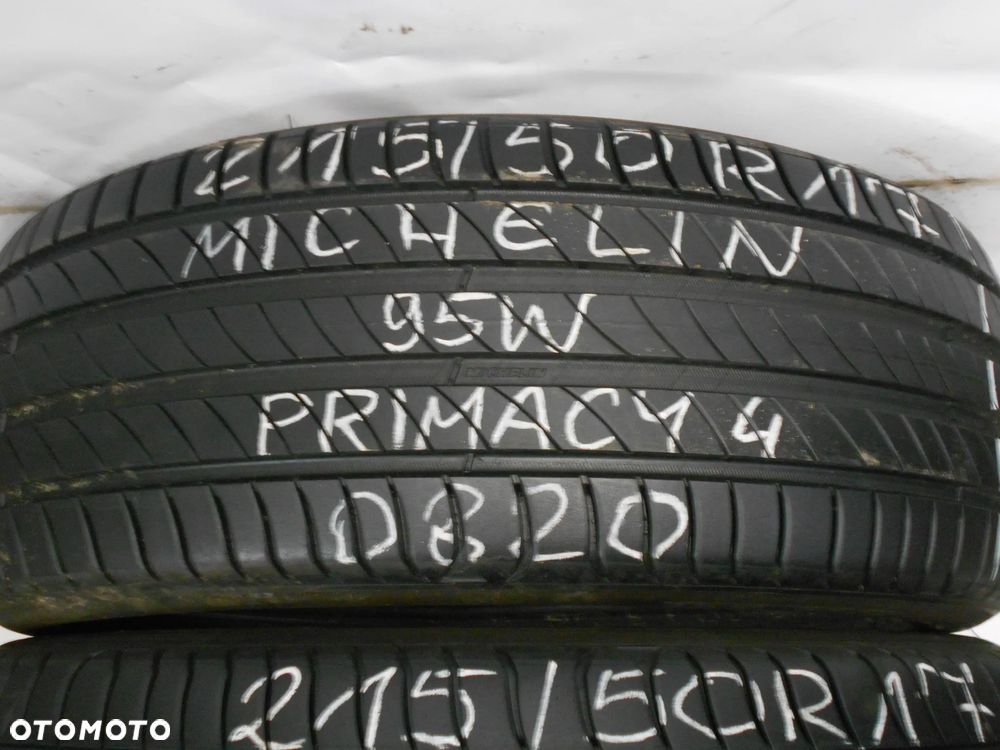 215/50R17
MICHELIN
95W
MICHELIN
PRIMACY 4
0820
215/50R17
OTOMOTO